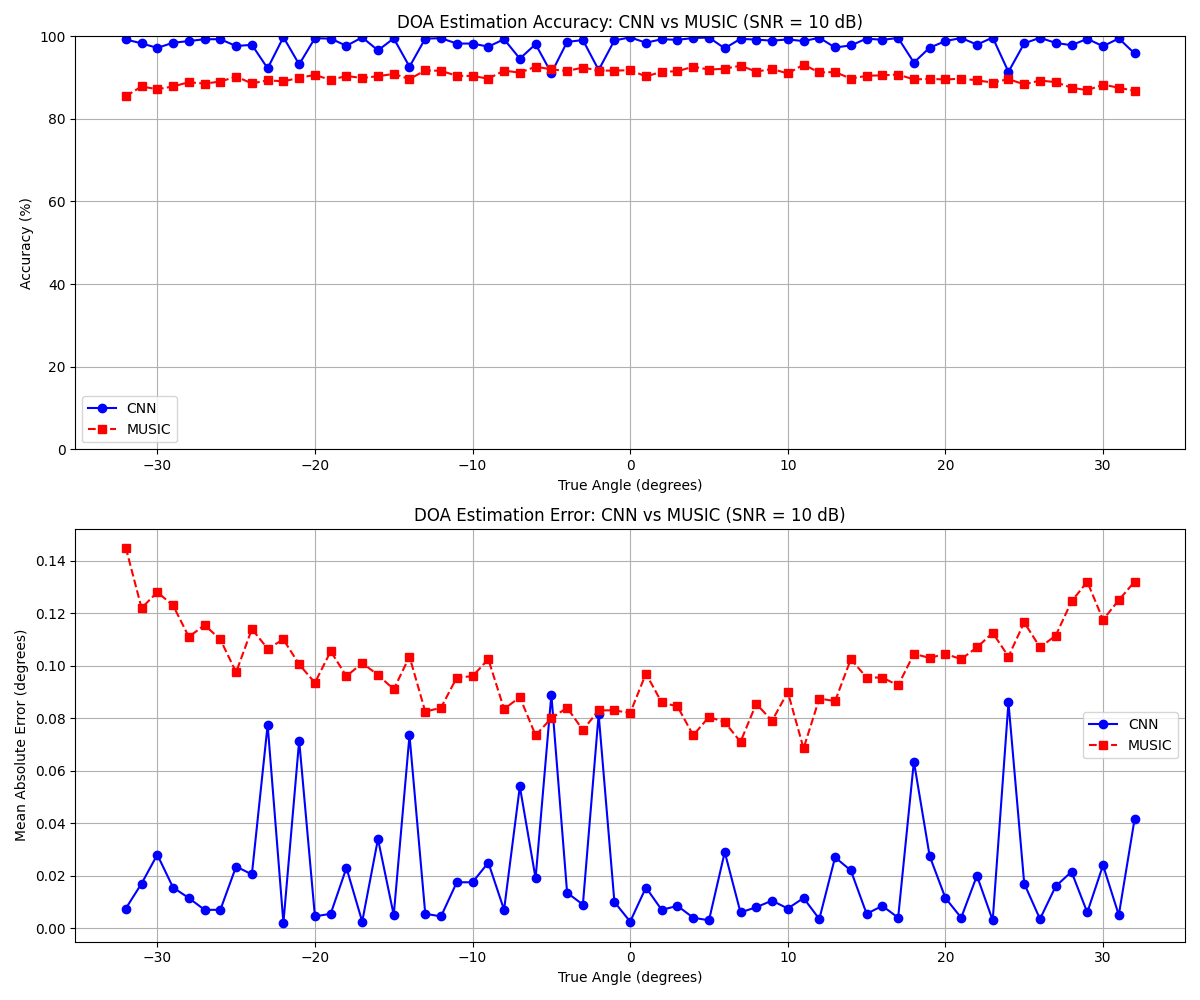 DOA Estimation Accuracy: CNN vs MUSIC (SNR = 10 dB)
100
80
60
40
20
0
Accuracy (%)
CNN
MUSIC
−30
−20
−10
0
10
20
30
True Angle (degrees)
DOA Estimation Error: CNN vs MUSIC (SNR = 10 dB)
0.14
0.12
0.10
0.08
0.06
0.04
0.02
0.00
Mean Absolute Error (degrees)
CNN
MUSIC
−30
−20
−10
0
10
20
30
True Angle (degrees)